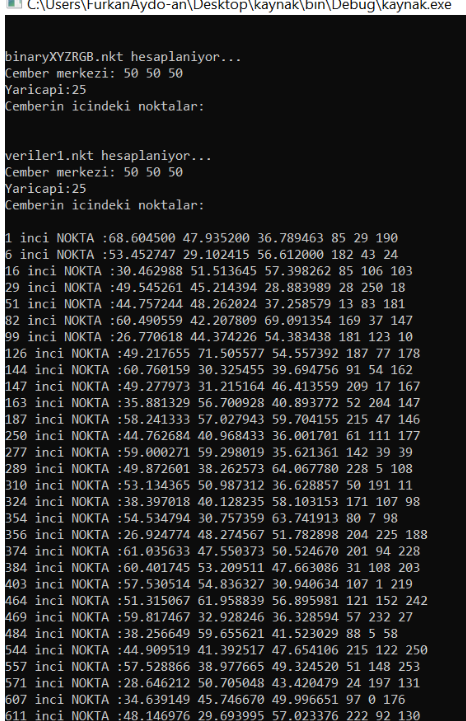 C:\Users\FurkanAydo-an\Desktop\kaynak\bin\Debug\kaynak.exe
binaryXYZRGB.nkt hesaplaniyor...
Cember merkezi: 50 50 50
Yaricapi:25
Cemberin icindeki noktalar:
veriler1.nkt hesaplaniyor...
Cember merkezi: 50 50 50
Yaricapi:25
Cemberin icindeki noktalar:
1 inci NOKTA :68.604500 47.935200 36.789463 85 29 190
6 inci NOKTA :53.452747 29.102415 56.612000 182 43 24
16 inci NOKTA :30.462988 51.513645 57.398262 85 106 103
29 inci NOKTA :49.545261 45.214394 28.883989 28 250 18
51 inci NOKTA :44.757244 48.262024 37.258579 13 83 181
82 inci NOKTA :60.490559 42.207809 69.091354 169 37 147
99 inci NOKTA :26.770618 44.374226 54.383438 181 123 10
126 inci NOKTA :49.217655 71.505577 54.557392 187 77 178
144 inci NOKTA :60.760159 30.325455 39.694756 91 54 162
147 inci NOKTA :49.277973 31.215164 46.413559 209 17 167
163 inci NOKTA :35.881329 56.700928 40.893772 52 204 147
187 inci NOKTA :58.241333 57.027943 59.704155 215 47 146
250 inci NOKTA :44.762684 40.968433 36.001701 61 111 177
277 inci NOKTA :59.000271 59.298019 35.621361 142 39 39
289 inci NOKTA :49.872601 38.262573 64.067780 228 5 108
310 inci NOKTA :53.134365 50.987312 36.628857 50 191 11
324 inci NOKTA :38.397018 40.128235 58.103153 171 107 98
354 inci NOKTA :54.534794 30.757359 63.741913 80 7 98
356 inci NOKTA :26.924774 48.274567 51.782898 204 225 188
374 inci NOKTA :61.035633 47.550373 50.524670 201 94 228
384 inci NOKTA :60.401745 53.209511 47.663086 31 108 203
403 inci NOKTA :57.530514 54.836327 30.940634 107 1 219
464 inci NOKTA :51.315067 61.958839 56.895981 121 152 242
469 inci NOKTA :59.817467 32.928246 36.328594 57 232 27
484 inci NOKTA :38.256649 59.655621 41.523029 88 5 58
544 inci NOKTA :44.909519 41.392517 47.654106 215 122 250
557 inci NOKTA :57.528866 38.977665 49.324520 51 148 253
571 inci NOKTA :28.646212 50.705048 43.420479 24 197 131
607 inci NOKTA :34.639149 45.746670 49.996651 97 0 176
611 inci NOKTA :48.146976 29.693995 57.023376 222 92 130